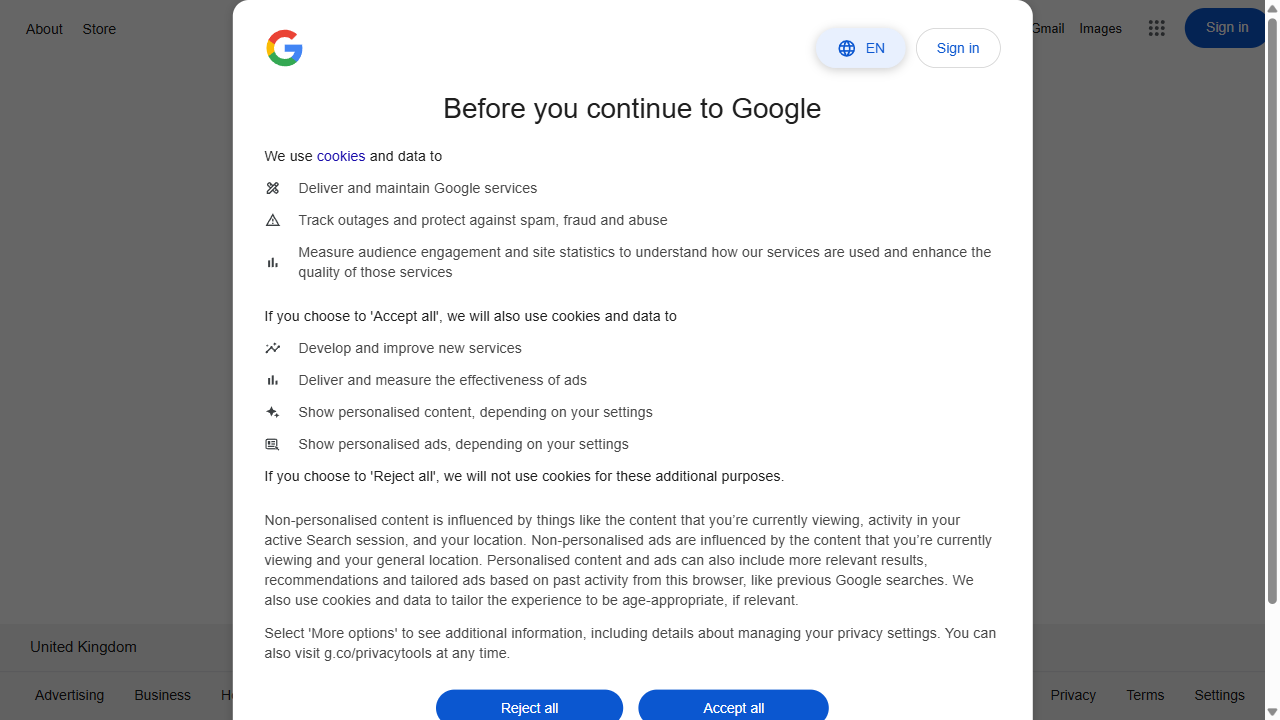 About Store
Gmail Images
Sign in
EN
Sign in
Before you continue to Google
We use cookies and data to
Deliver and maintain Google services
Track outages and protect against spam, fraud and abuse
Measure audience engagement and site statistics to understand how our services are used and enhance the
quality of those services
If you choose to 'Accept all', we will also use cookies and data to
Develop and improve new services
Deliver and measure the effectiveness of ads
Show personalised content, depending on your settings
Show personalised ads, depending on your settings
If you choose to 'Reject all', we will not use cookies for these additional purposes.
Non-personalised content is influenced by things like the content that you’re currently viewing, activity in your
active Search session, and your location. Non-personalised ads are influenced by the content that you’re currently
viewing and your general location. Personalised content and ads can also include more relevant results,
recommendations and tailored ads based on past activity from this browser, like previous Google searches. We
also use cookies and data to tailor the experience to be age-appropriate, if relevant.
Select 'More options' to see additional information, including details about managing your privacy settings. You can
also visit g.co/privacytools at any time.
Reject all Accept all
United Kingdom
Advertising Business
Privacy Terms Settings